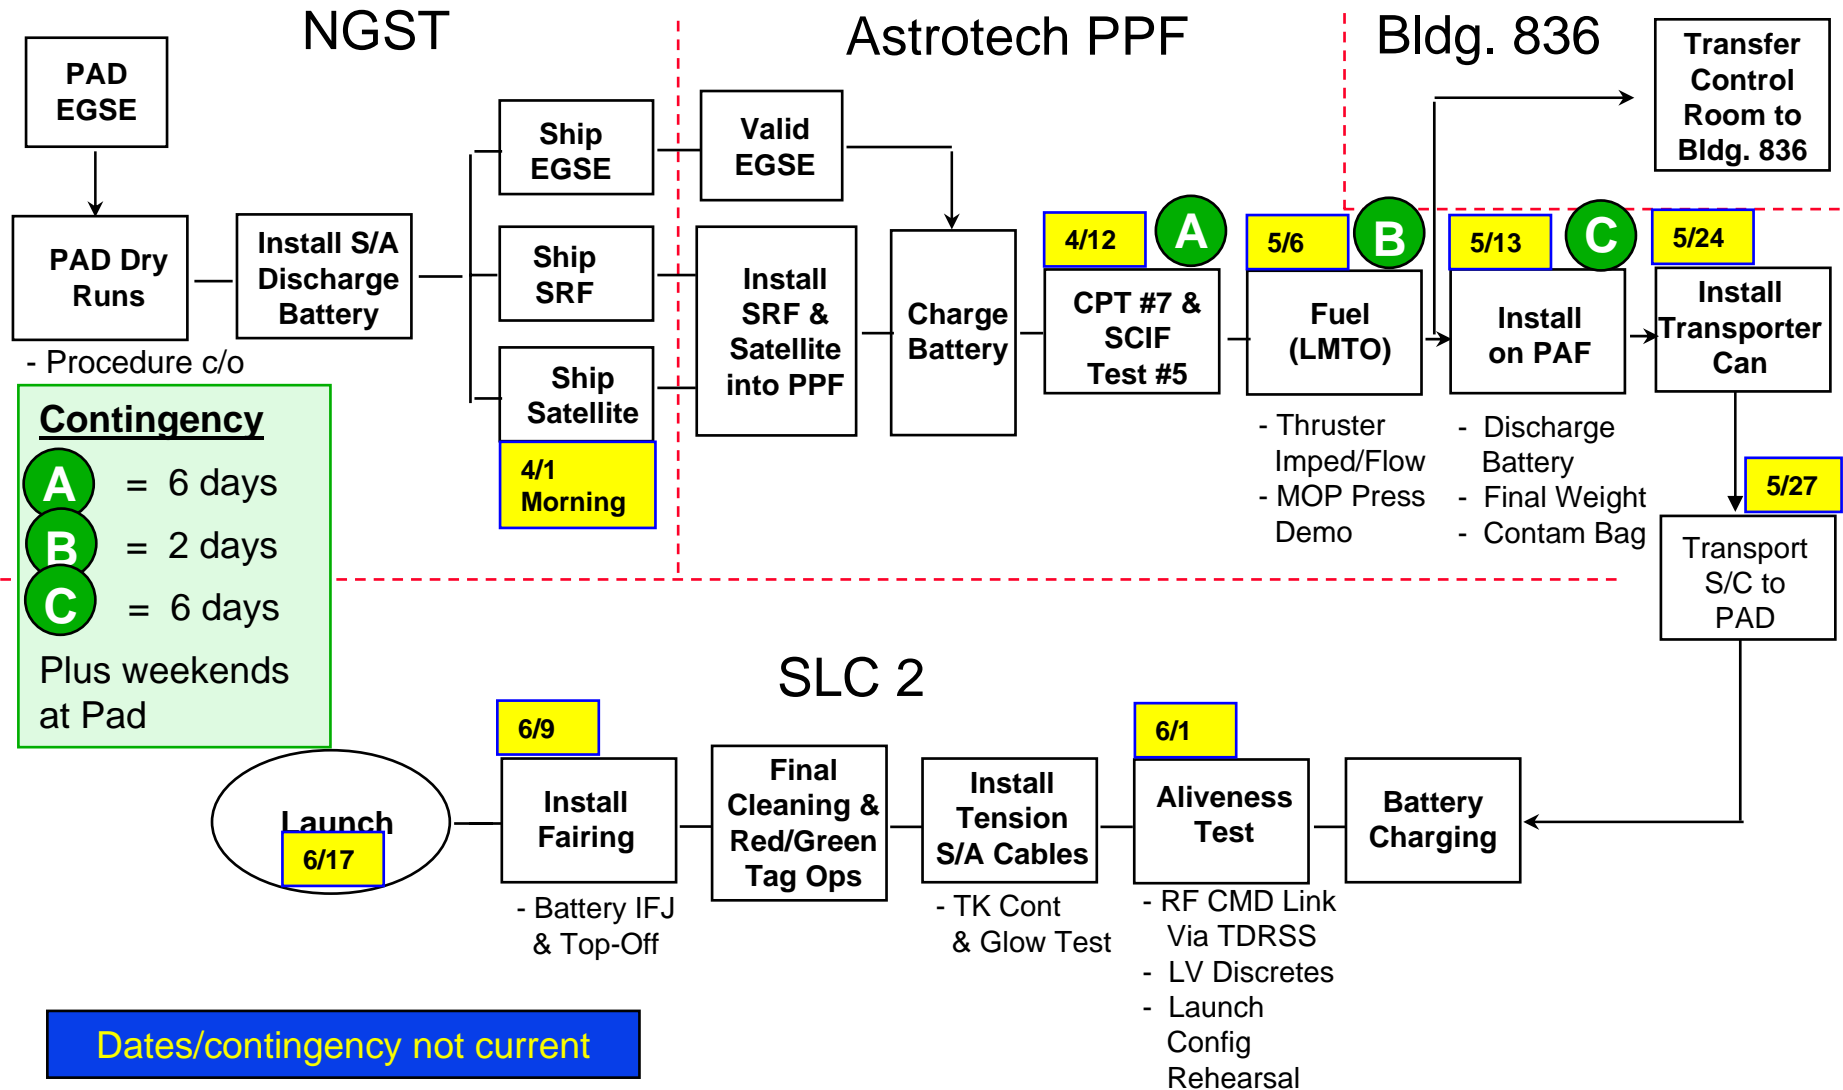 NGST
Astrotech PPF
Bldg. 836
PAD
EGSE
Ship
EGSE
Valid
EGSE
Transfer
Control
Room to
Bldg. 836
PAD Dry
Runs
- Procedure c/o
Install S/A
Discharge
Battery
Ship
SRF
Ship
Satellite
4/1
Morning
Install
SRF &
Satellite
into PPF
Charge
Battery
4/12
A
CPT #7 &
SCIF
Test #5
5/6
B
Fuel
(LMTO)
- Thruster
Imped/Flow
- MOP Press
Demo
5/13
C
Install
on PAF
- Discharge
Battery
- Final Weight
- Contam Bag
5/24
Install
Transporter
Can
5/27
Transport
S/C to
PAD
Contingency
A = 6 days
B = 2 days
C = 6 days
Plus weekends
at Pad
SLC 2
Launch
6/17
6/9
Install
Fairing
- Battery IFJ
& Top-Off
Final
Cleaning &
Red/Green
Tag Ops
Install
Tension
S/A Cables
- TK Cont
& Glow Test
6/1
Aliveness
Test
- RF CMD Link
Via TDRSS
- LV Discretes
- Launch
Config
Rehearsal
Battery
Charging
Dates/contingency not current